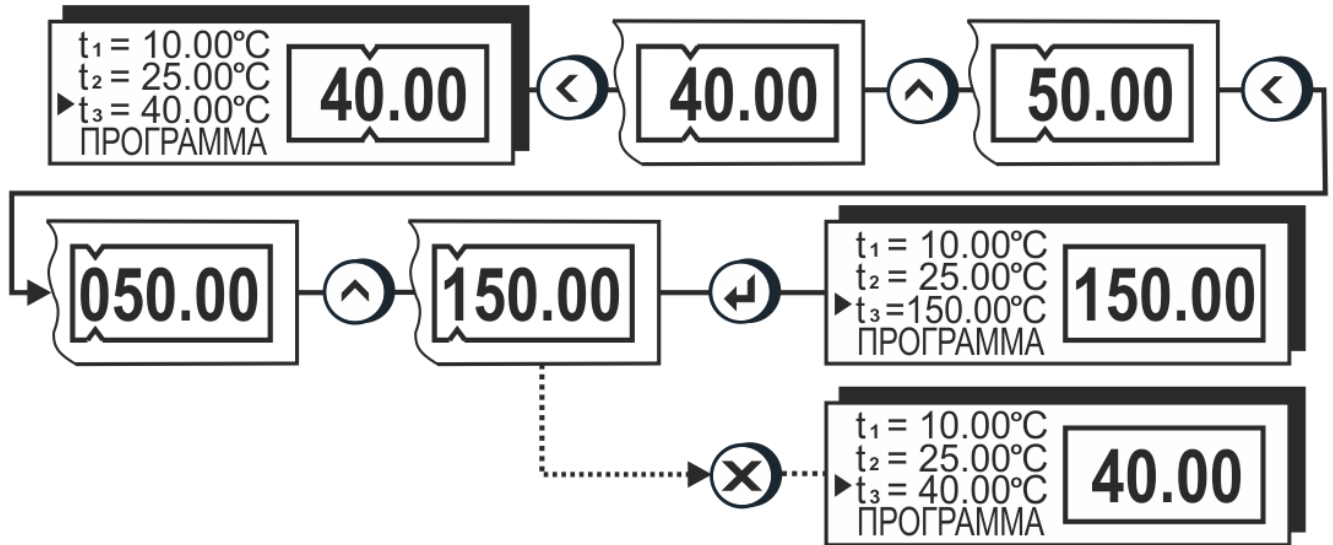 t₁ = 10.00°C
t₂ = 25.00°C
t₃ = 40.00°C
ПРОГРАММА
40.00
40.00
50.00
050.00
150.00
t₁ = 10.00°C
t₂ = 25.00°C
t₃ =150.00°C
ПРОГРАММА
150.00
t₁ = 10.00°C
t₂ = 25.00°C
t₃ = 40.00°C
ПРОГРАММА
40.00